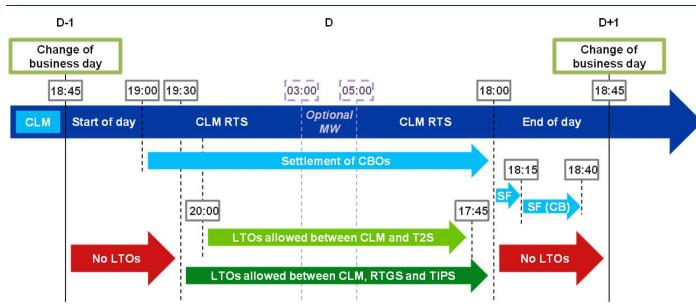 D-1
D
D+1
Change of
business day
Change of
business day
18:45
19:00
19:30
03:00
05:00
18:00
18:45
CLM
Start of day
CLM RTS
Optional
MW
CLM RTS
End of day
Settlement of CBOs
18:15
18:40
SF
SF (CB)
20:00
17:45
LTOs allowed between CLM and T2S
No LTOs
No LTOs
LTOs allowed between CLM, RTGS and TIPS